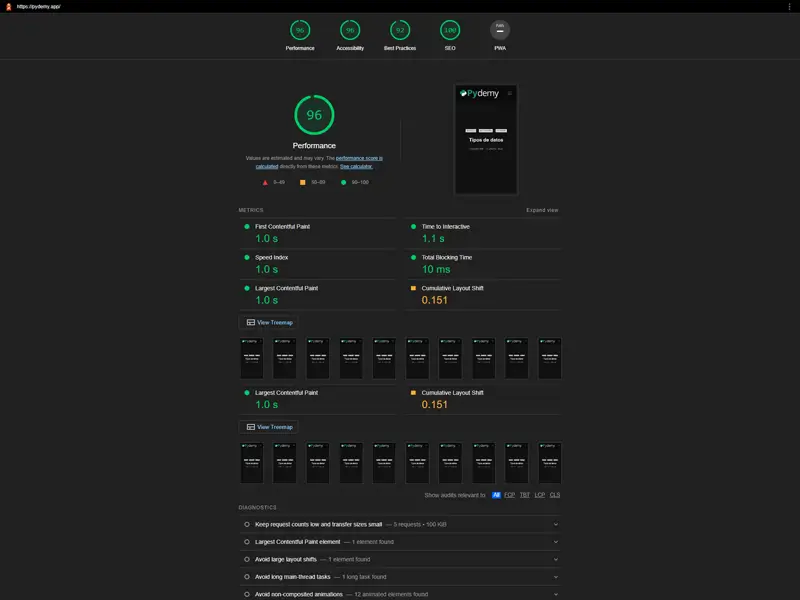 https://pydemy.app/
96
96
92
100
Performance
Accessibility
Best Practices
SEO
PWA
96
Pydemy
Performance
Tipos de datos
Values are estimated and may vary. The performance score is
calculated directly from these metrics. See calculator.
0–49
50–89
90–100
METRICS
Expand view
First Contentful Paint
1.0 s
Time to Interactive
1.1 s
Speed Index
1.0 s
Total Blocking Time
10 ms
Largest Contentful Paint
1.0 s
Cumulative Layout Shift
0.151
View Treemap
Largest Contentful Paint
1.0 s
Cumulative Layout Shift
0.151
View Treemap
Show audits relevant to: All FCP TBT LCP CLS
DIAGNOSTICS
Keep request counts low and transfer sizes small — 5 requests • 100 KiB
Largest Contentful Paint element — 1 element found
Avoid large layout shifts — 1 element found
Avoid long main-thread tasks — 1 long task found
Avoid non-composited animations — 12 animated elements found